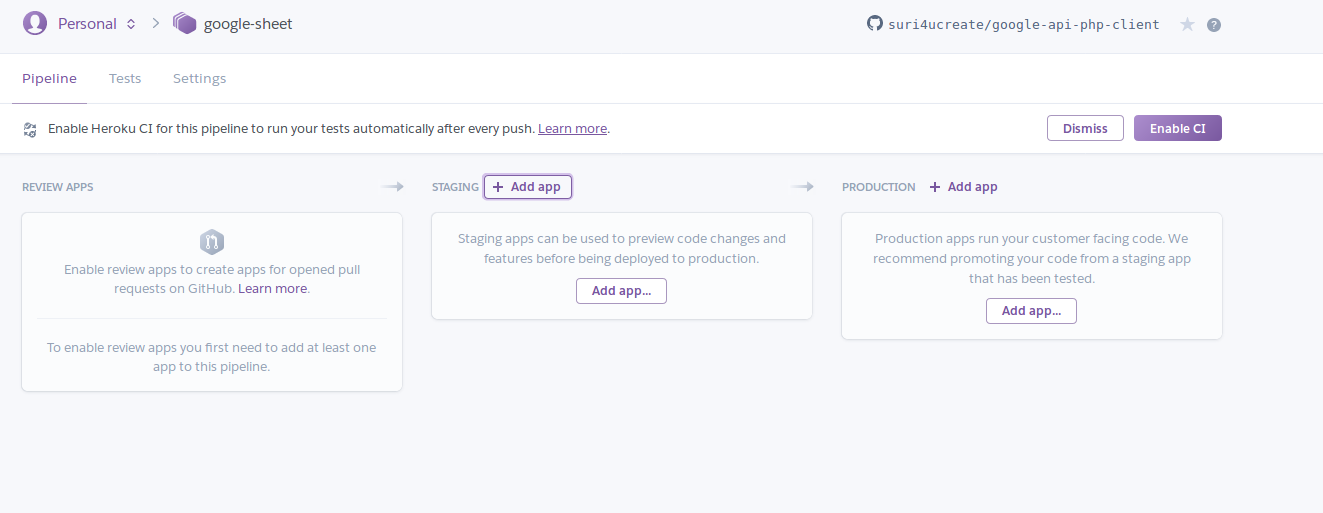 Personal google-sheet suri4ucreate/google-api-php-client ?
Pipeline Tests Settings
Enable Heroku CI for this pipeline to run your tests automatically after every push. Learn more. Dismiss Enable CI
REVIEW APPS
Enable review apps to create apps for opened pull
requests on GitHub. Learn more.
To enable review apps you first need to add at least one
app to this pipeline.
STAGING + Add app
Staging apps can be used to preview code changes and
features before being deployed to production.
Add app...
PRODUCTION + Add app
Production apps run your customer facing code. We
recommend promoting your code from a staging app
that has been tested.
Add app...